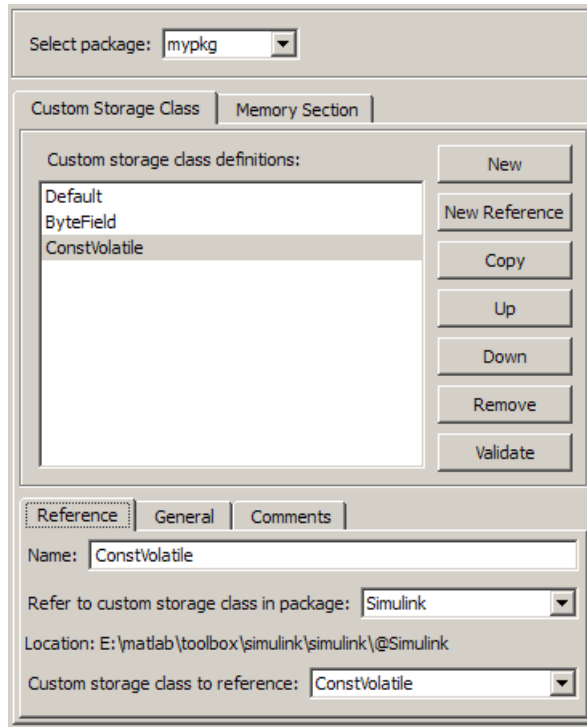 Select package: mypkg
Custom Storage Class Memory Section
Custom storage class definitions:
Default
ByteField
ConstVolatile
New
New Reference
Copy
Up
Down
Remove
Validate
Reference General Comments
Name: ConstVolatile
Refer to custom storage class in package: Simulink
Location: E:\matlab\toolbox\simulink\simulink\@Simulink
Custom storage class to reference: ConstVolatile